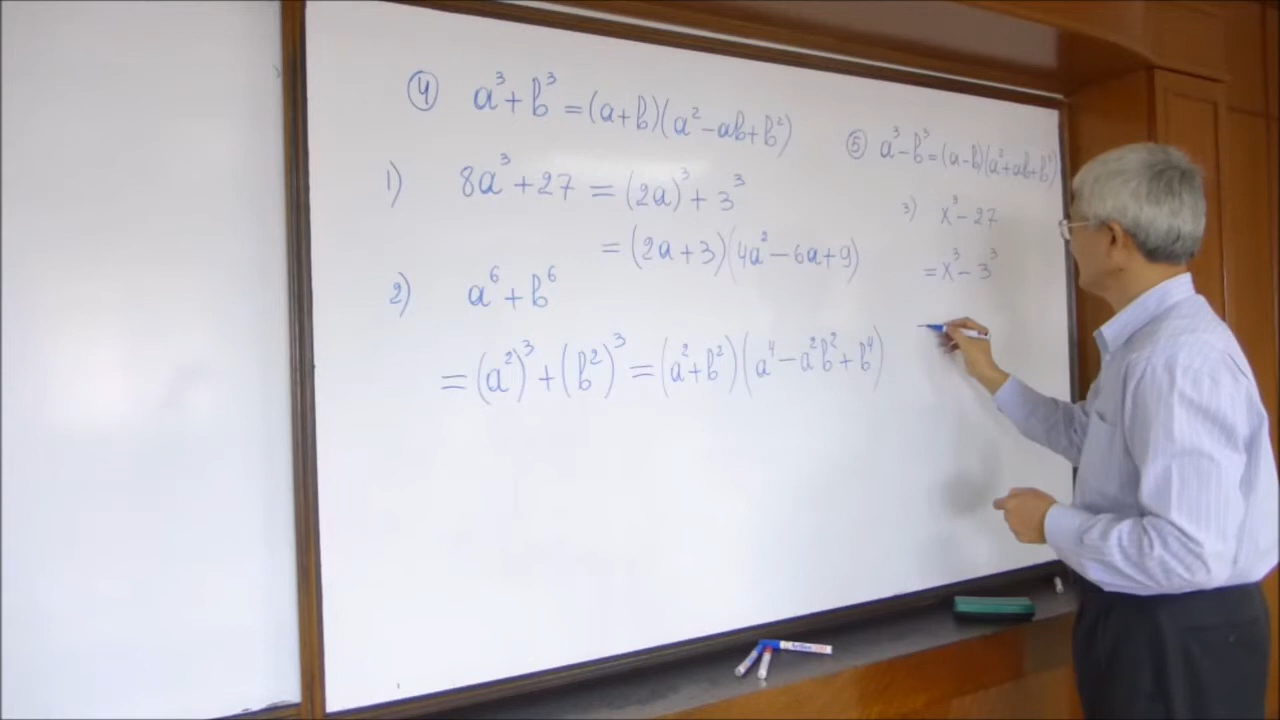 ④ a³+b³ = (a+b)(a²-ab+b²)
1) 8a³+27 = (2a)³+3³
= (2a+3)(4a²-6a+9)
2) a⁶+b⁶
= (a²)³+(b²)³ = (a²+b²)(a⁴-a²b²+b⁴)
⑤ a³-b³ = (a-b)(a²+ab+b²)
3) x³-27
= x³-3³